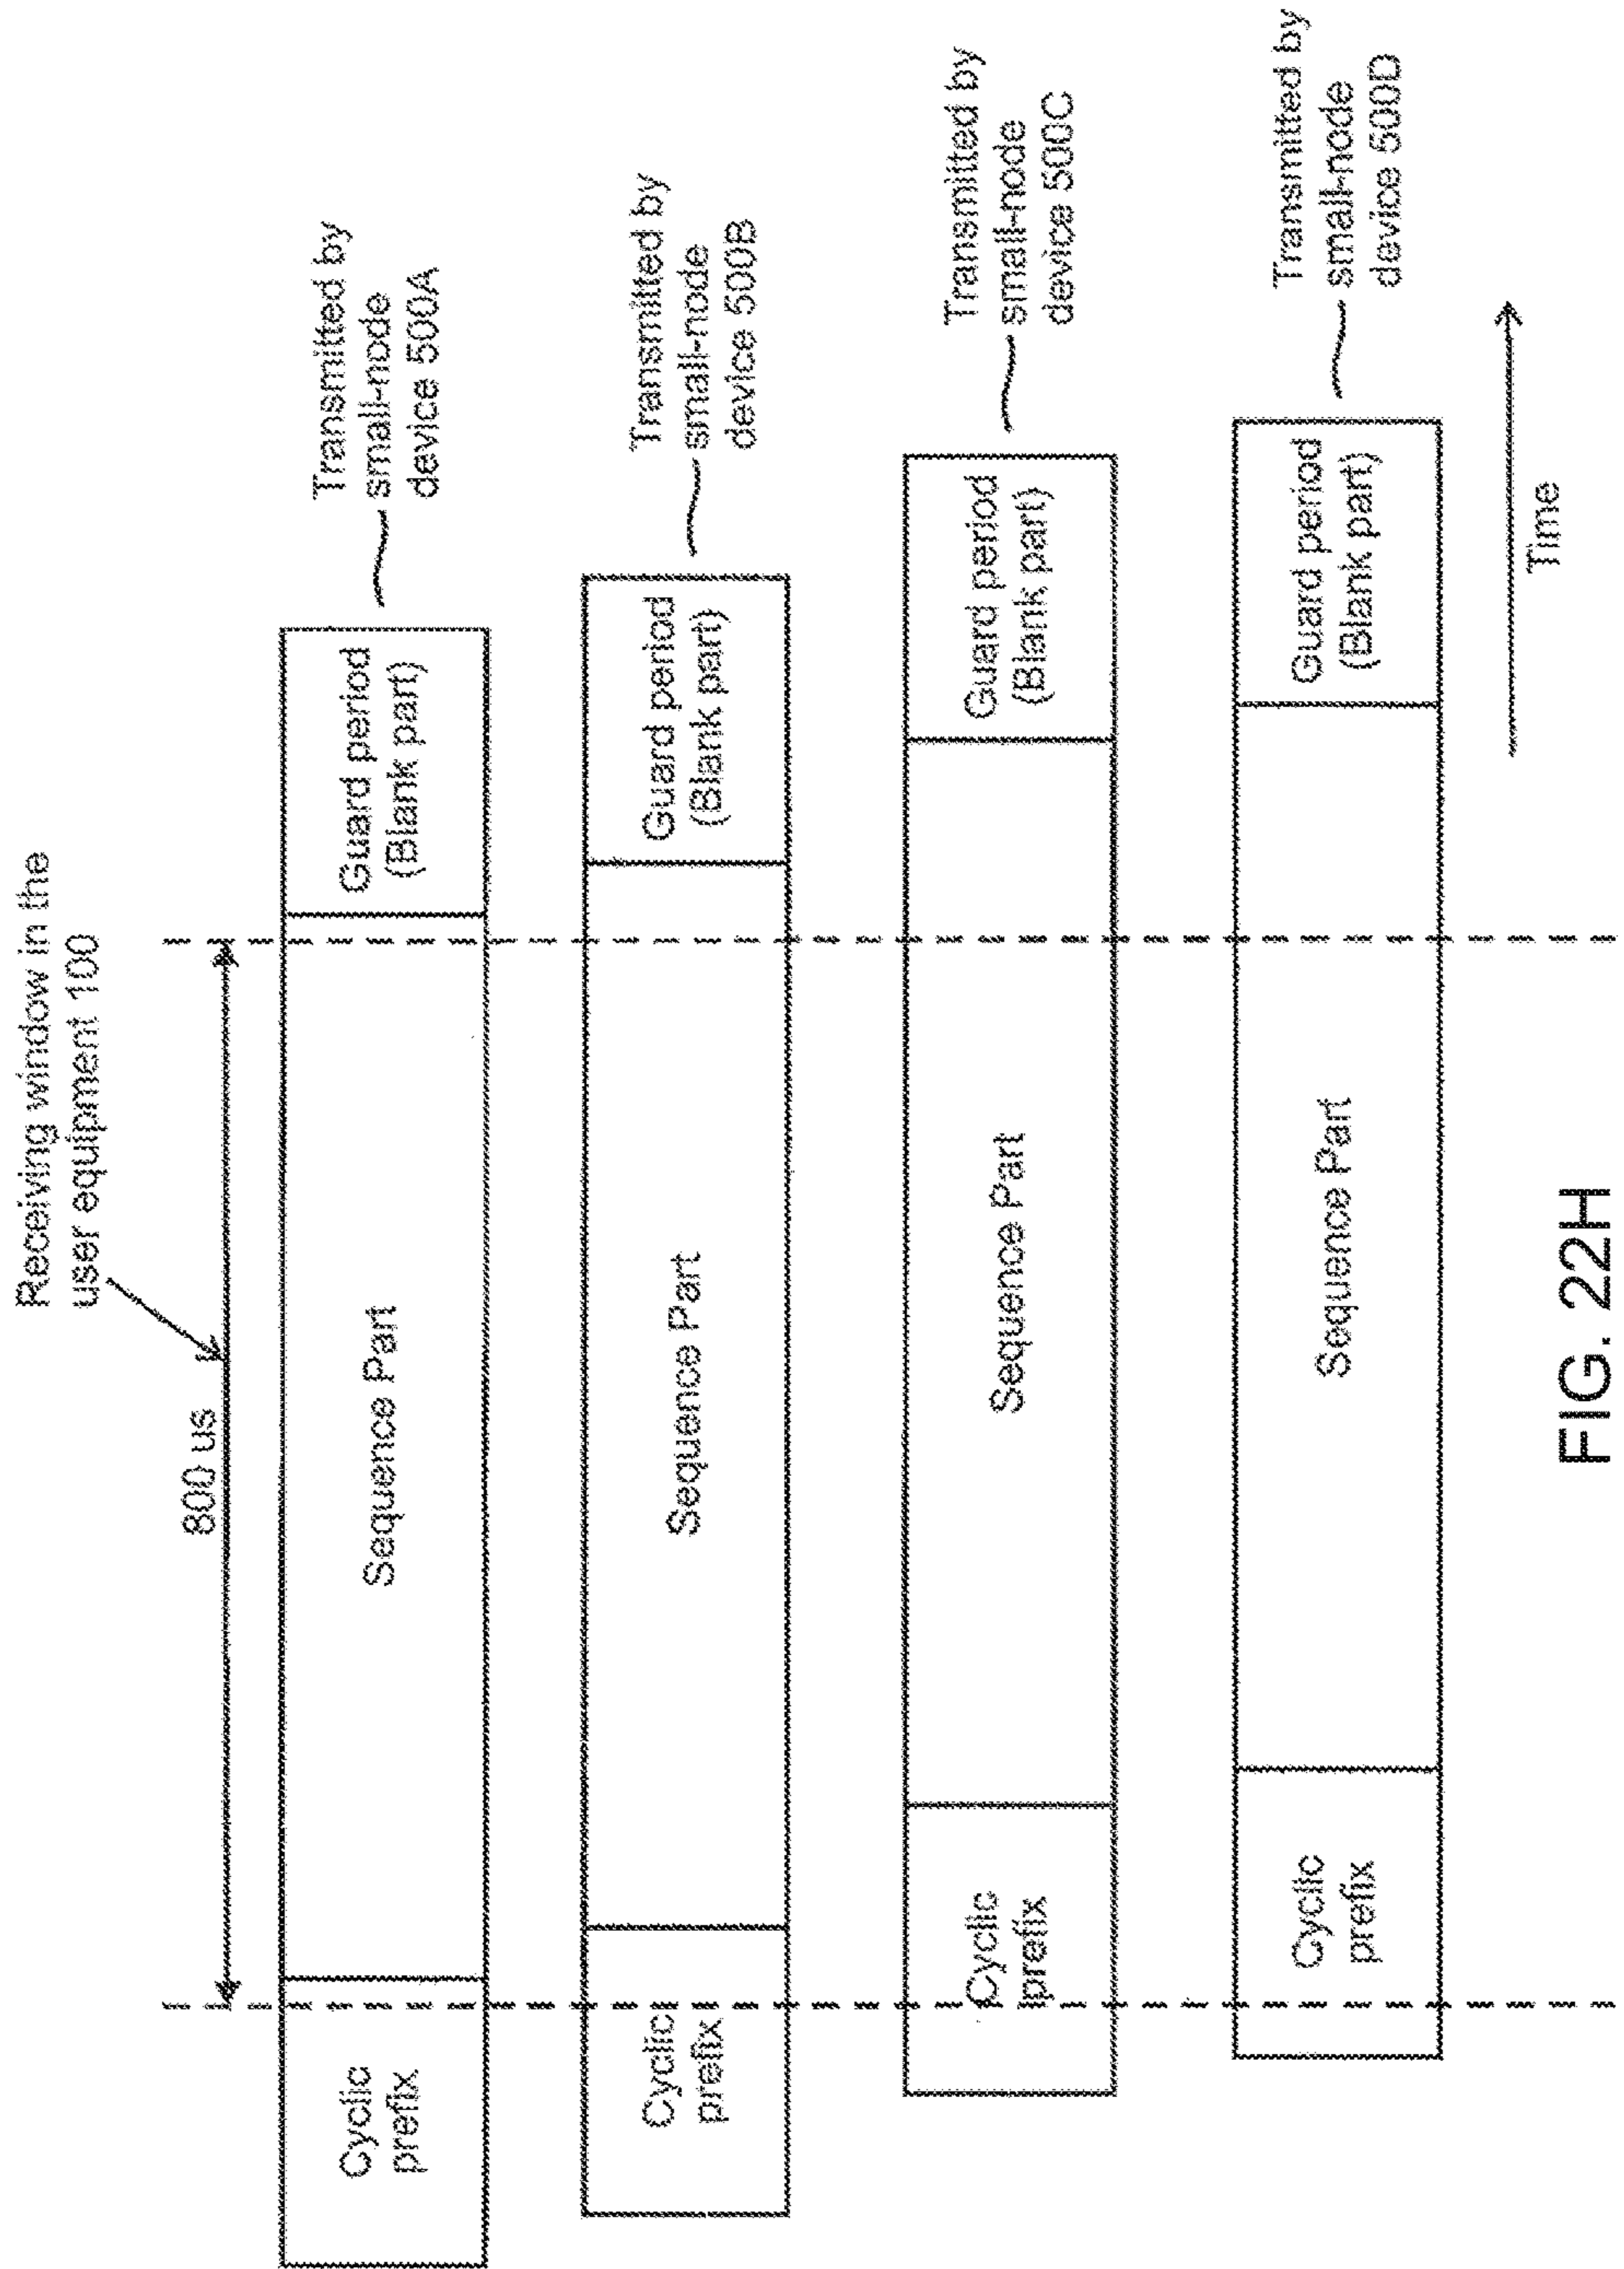 Receiving window in the
user equipment 100
800 us
Cyclic
prefix
Sequence Part
Guard period
(Blank part)
Transmitted by
small-node
device 500A
Cyclic
prefix
Sequence Part
Guard period
(Blank part)
Transmitted by
small-node
device 500B
Cyclic
prefix
Sequence Part
Guard period
(Blank part)
Transmitted by
small-node
device 500C
Cyclic
prefix
Sequence Part
Guard period
(Blank part)
Transmitted by
small-node
device 500D
Time
FIG. 22H